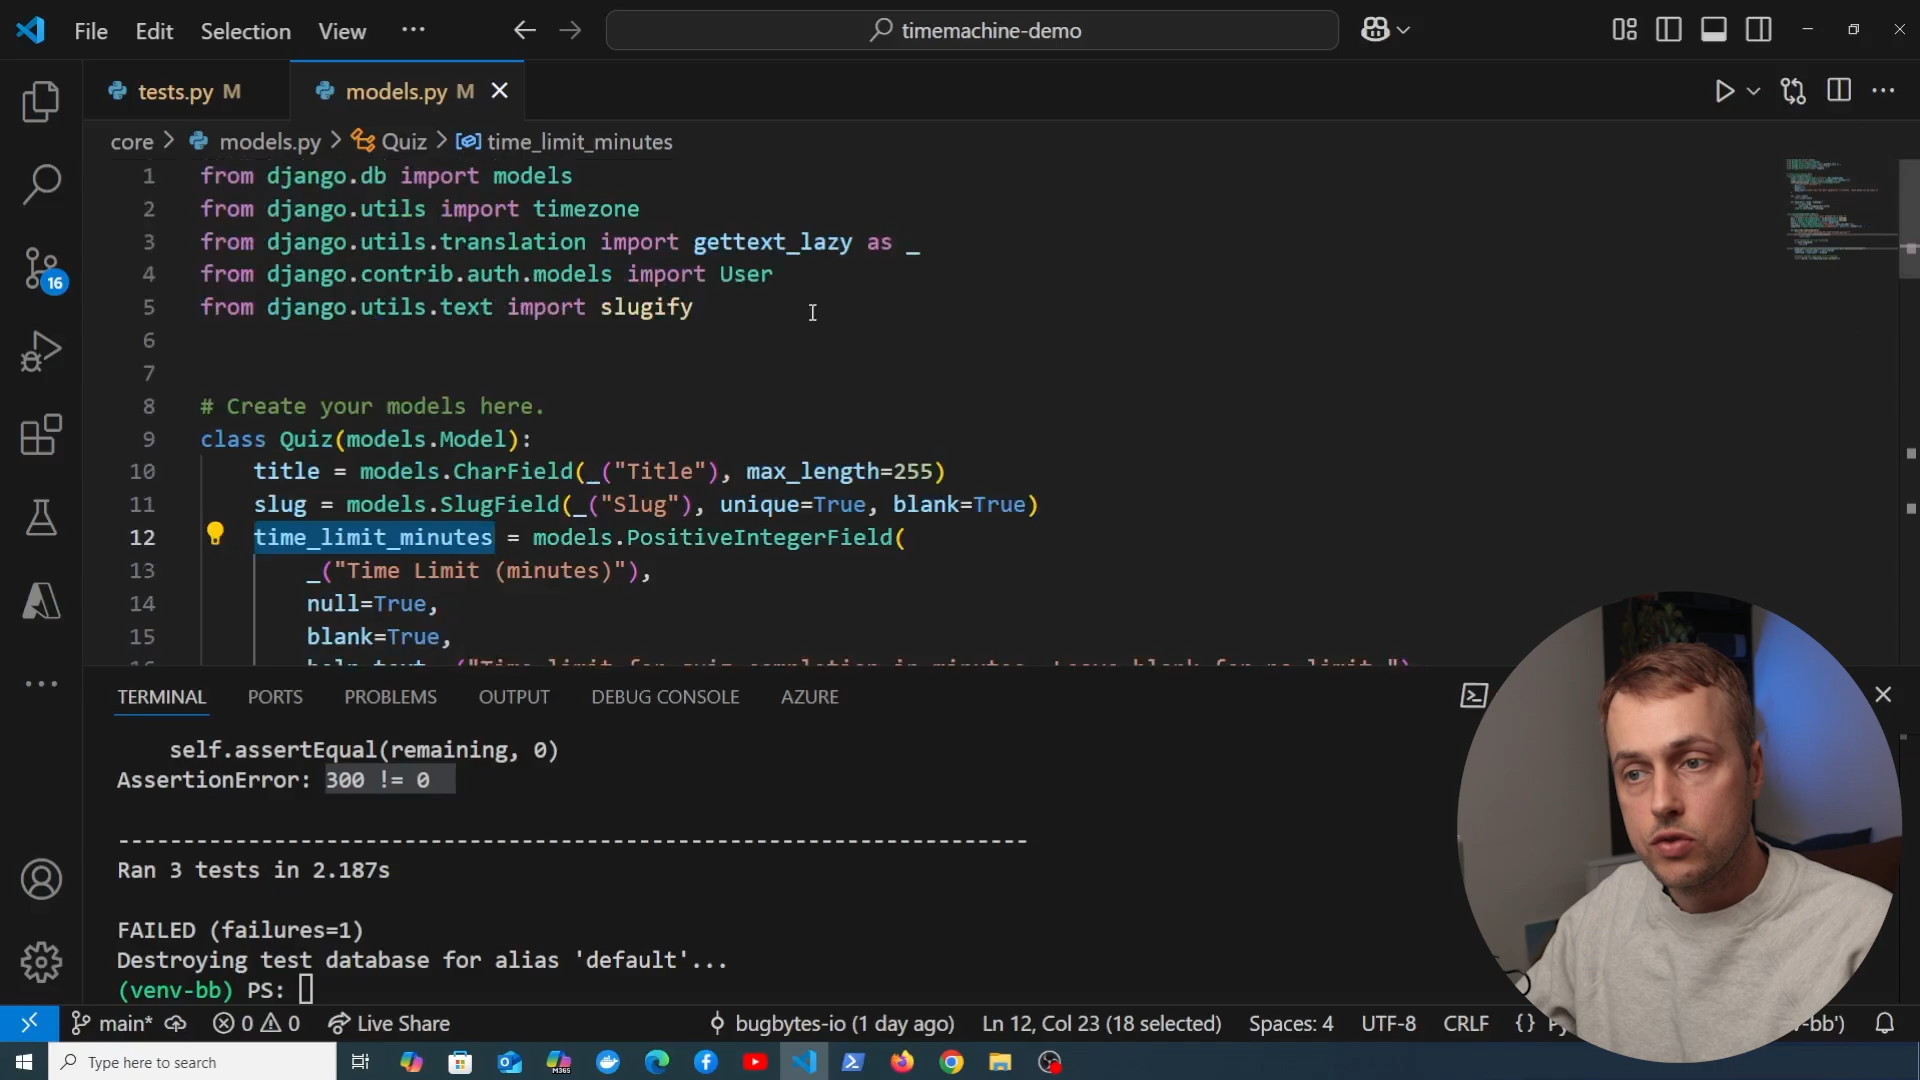 File Edit Selection View ··· timemachine-demo
tests.py M models.py M
core > models.py > Quiz > time_limit_minutes
1 from django.db import models
2 from django.utils import timezone
3 from django.utils.translation import gettext_lazy as _
4 from django.contrib.auth.models import User
5 from django.utils.text import slugify
6
7
8 # Create your models here.
9 class Quiz(models.Model):
10 title = models.CharField(_("Title"), max_length=255)
11 slug = models.SlugField(_("Slug"), unique=True, blank=True)
12 time_limit_minutes = models.PositiveIntegerField(
13 _("Time Limit (minutes)"),
14 null=True,
15 blank=True,
16
TERMINAL PORTS PROBLEMS OUTPUT DEBUG CONSOLE AZURE
self.assertEqual(remaining, 0)
AssertionError: 300 != 0
----------------------------------------------------------------------
Ran 3 tests in 2.187s
FAILED (failures=1)
Destroying test database for alias 'default'...
(venv-bb) PS:
main* 0 0 Live Share bugbytes-io (1 day ago) Ln 12, Col 23 (18 selected) Spaces: 4 UTF-8 CRLF {}
Type here to search
16
M365